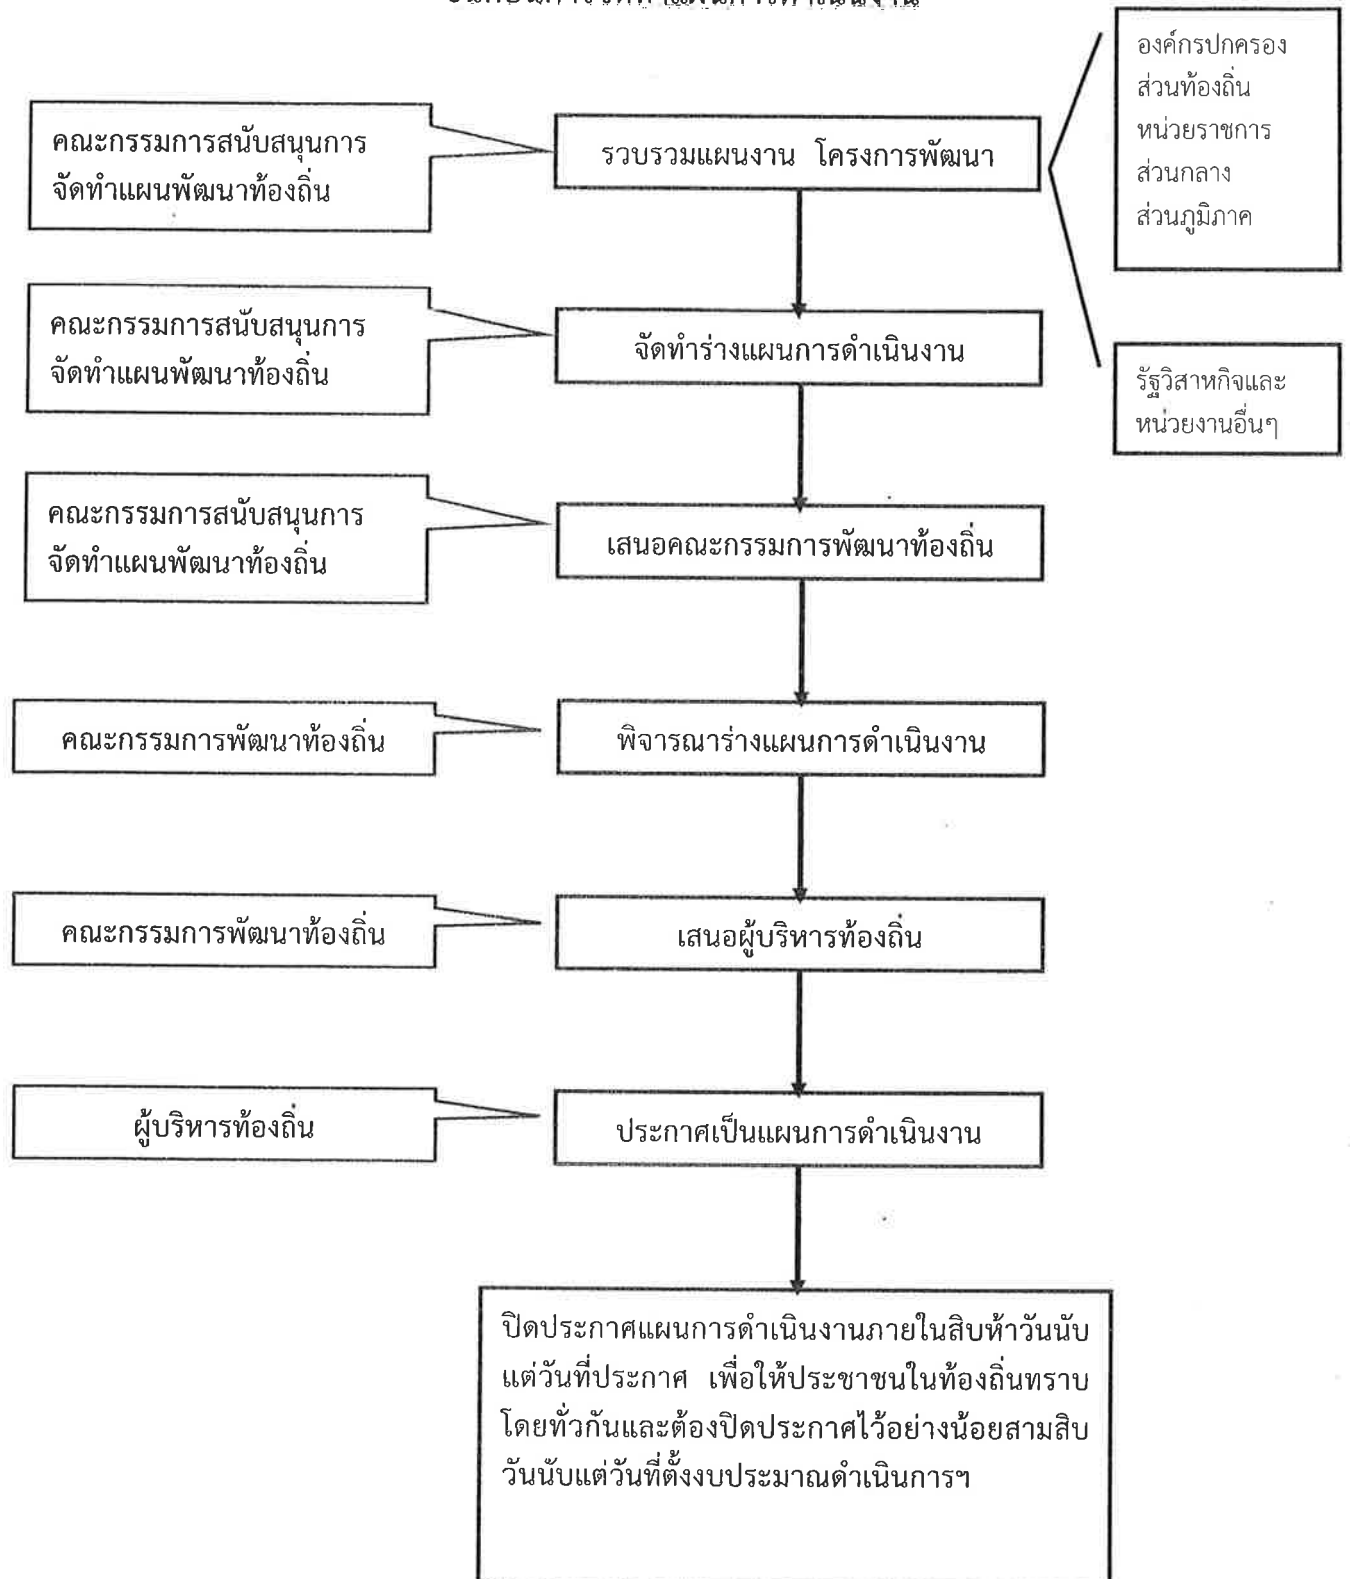 องค์กรปกครอง
ส่วนท้องถิ่น
หน่วยราชการ
ส่วนกลาง
ส่วนภูมิภาค
คณะกรรมการสนับสนุนการ
จัดทำแผนพัฒนาท้องถิ่น
รวบรวมแผนงาน โครงการพัฒนา
คณะกรรมการสนับสนุนการ
จัดทำแผนพัฒนาท้องถิ่น
จัดทำร่างแผนการดำเนินงาน
รัฐวิสาหกิจและ
หน่วยงานอื่นๆ
คณะกรรมการสนับสนุนการ
จัดทำแผนพัฒนาท้องถิ่น
เสนอคณะกรรมการพัฒนาท้องถิ่น
คณะกรรมการพัฒนาท้องถิ่น
พิจารณาร่างแผนการดำเนินงาน
คณะกรรมการพัฒนาท้องถิ่น
เสนอผู้บริหารท้องถิ่น
ผู้บริหารท้องถิ่น
ประกาศเป็นแผนการดำเนินงาน
ปิดประกาศแผนการดำเนินงานภายในสิบห้าวันนับ
แต่วันที่ประกาศ เพื่อให้ประชาชนในท้องถิ่นทราบ
โดยทั่วกันและต้องปิดประกาศไว้อย่างน้อยสามสิบ
วันนับแต่วันที่ตั้งงบประมาณดำเนินการฯ